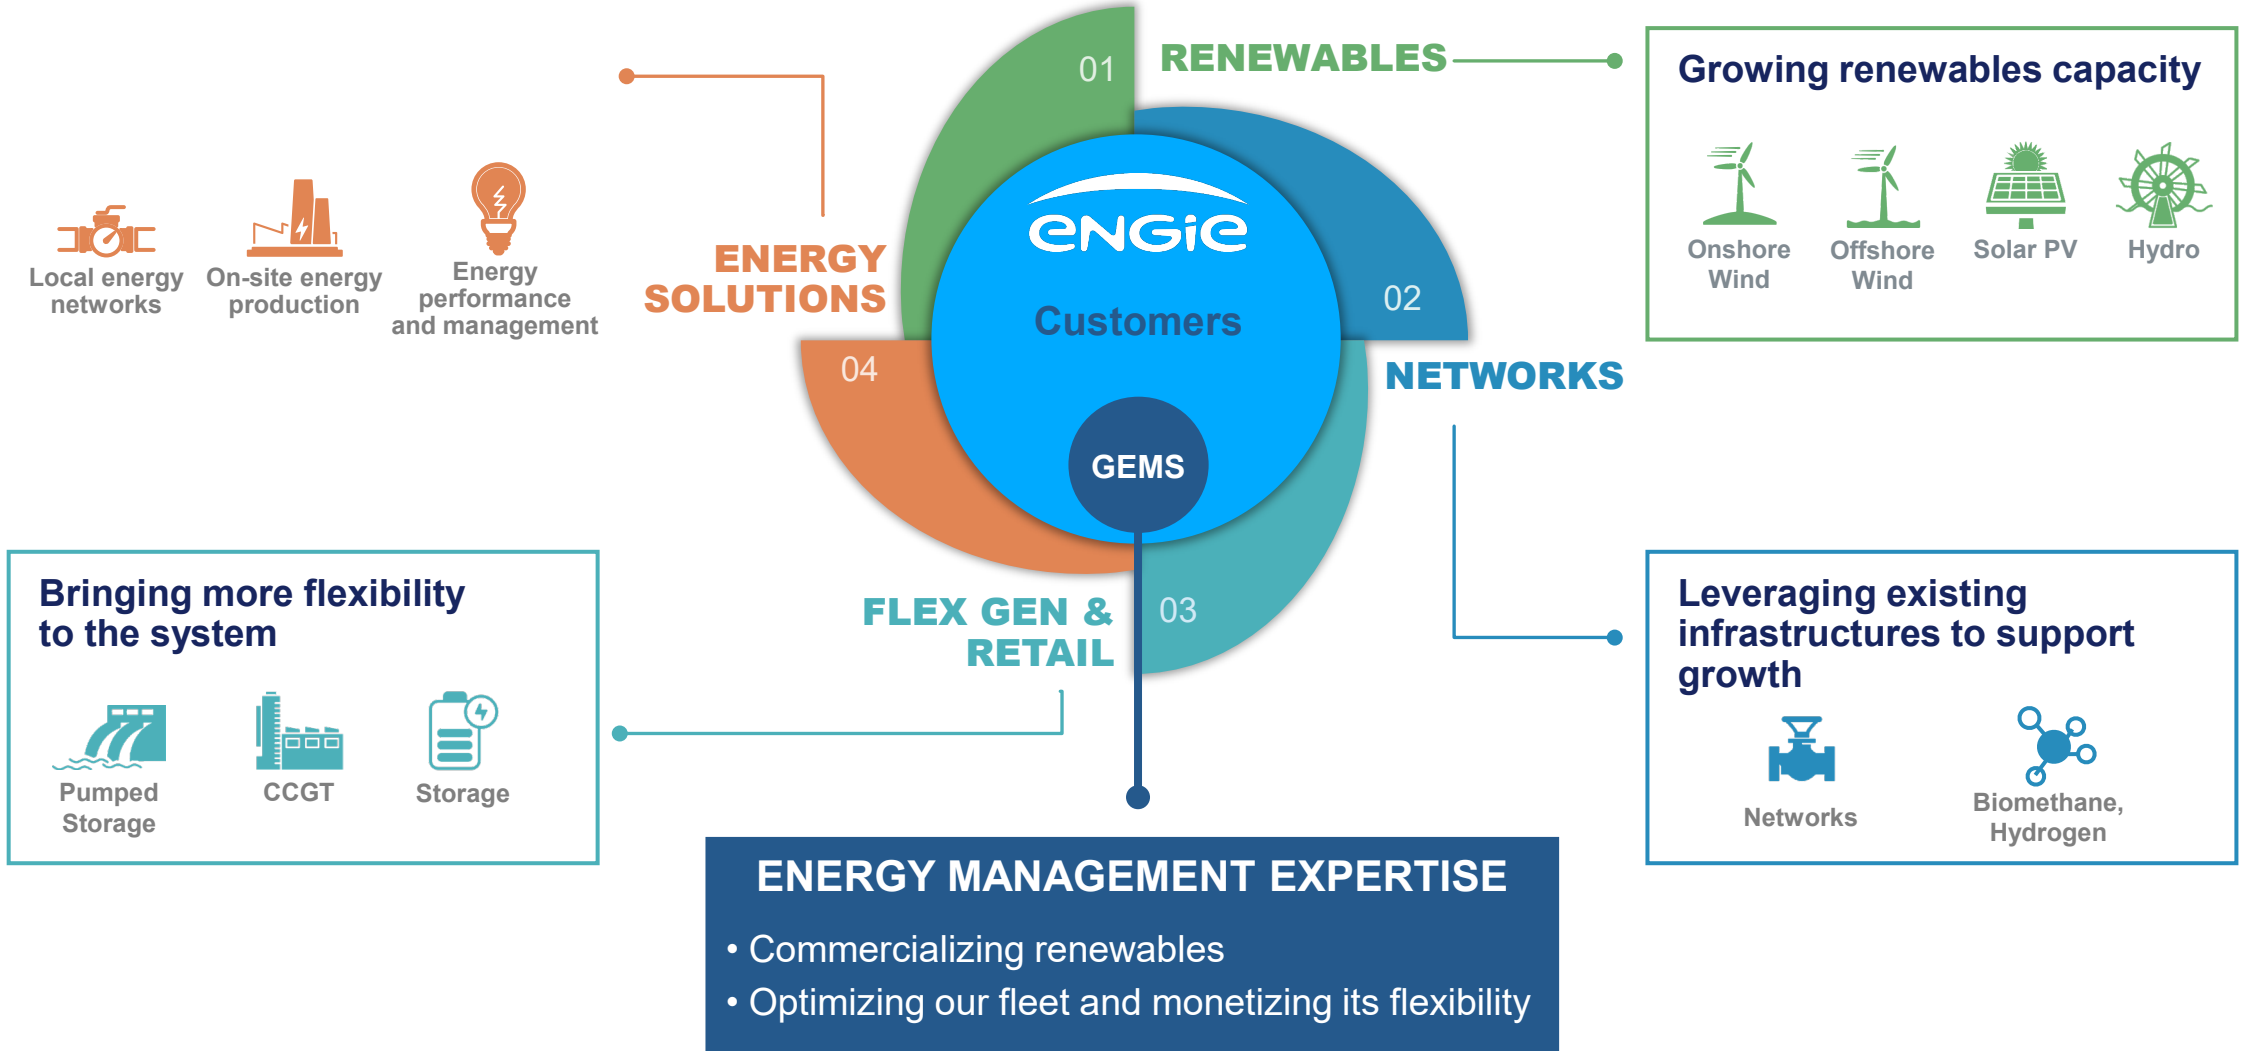 01
RENEWABLES
Growing renewables capacity
Onshore
Wind
Offshore
Wind
Solar PV
Hydro
Local energy
networks
On-site energy
production
Energy
performance
and management
ENERGY
SOLUTIONS
04
ENGIE
Customers
GEMS
02
NETWORKS
Bringing more flexibility
to the system
Pumped
Storage
CCGT
Storage
FLEX GEN &
RETAIL
03
Leveraging existing
infrastructures to support
growth
Networks
Biomethane,
Hydrogen
ENERGY MANAGEMENT EXPERTISE
• Commercializing renewables
• Optimizing our fleet and monetizing its flexibility